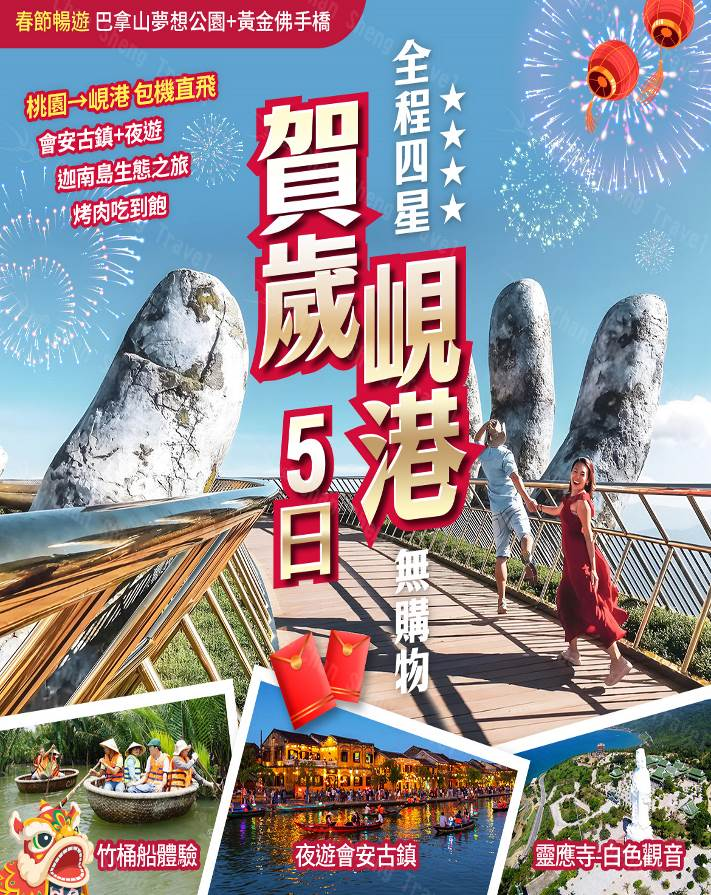 春節暢遊 巴拿山夢想公園+黃金佛手橋
桃園→峴港 包機直飛
會安古鎮+夜遊
迦南島生態之旅
烤肉吃到飽
★★★★
全程四星
賀歲
峴港
5日
無購物
竹桶船體驗
夜遊會安古鎮
靈應寺-白色觀音